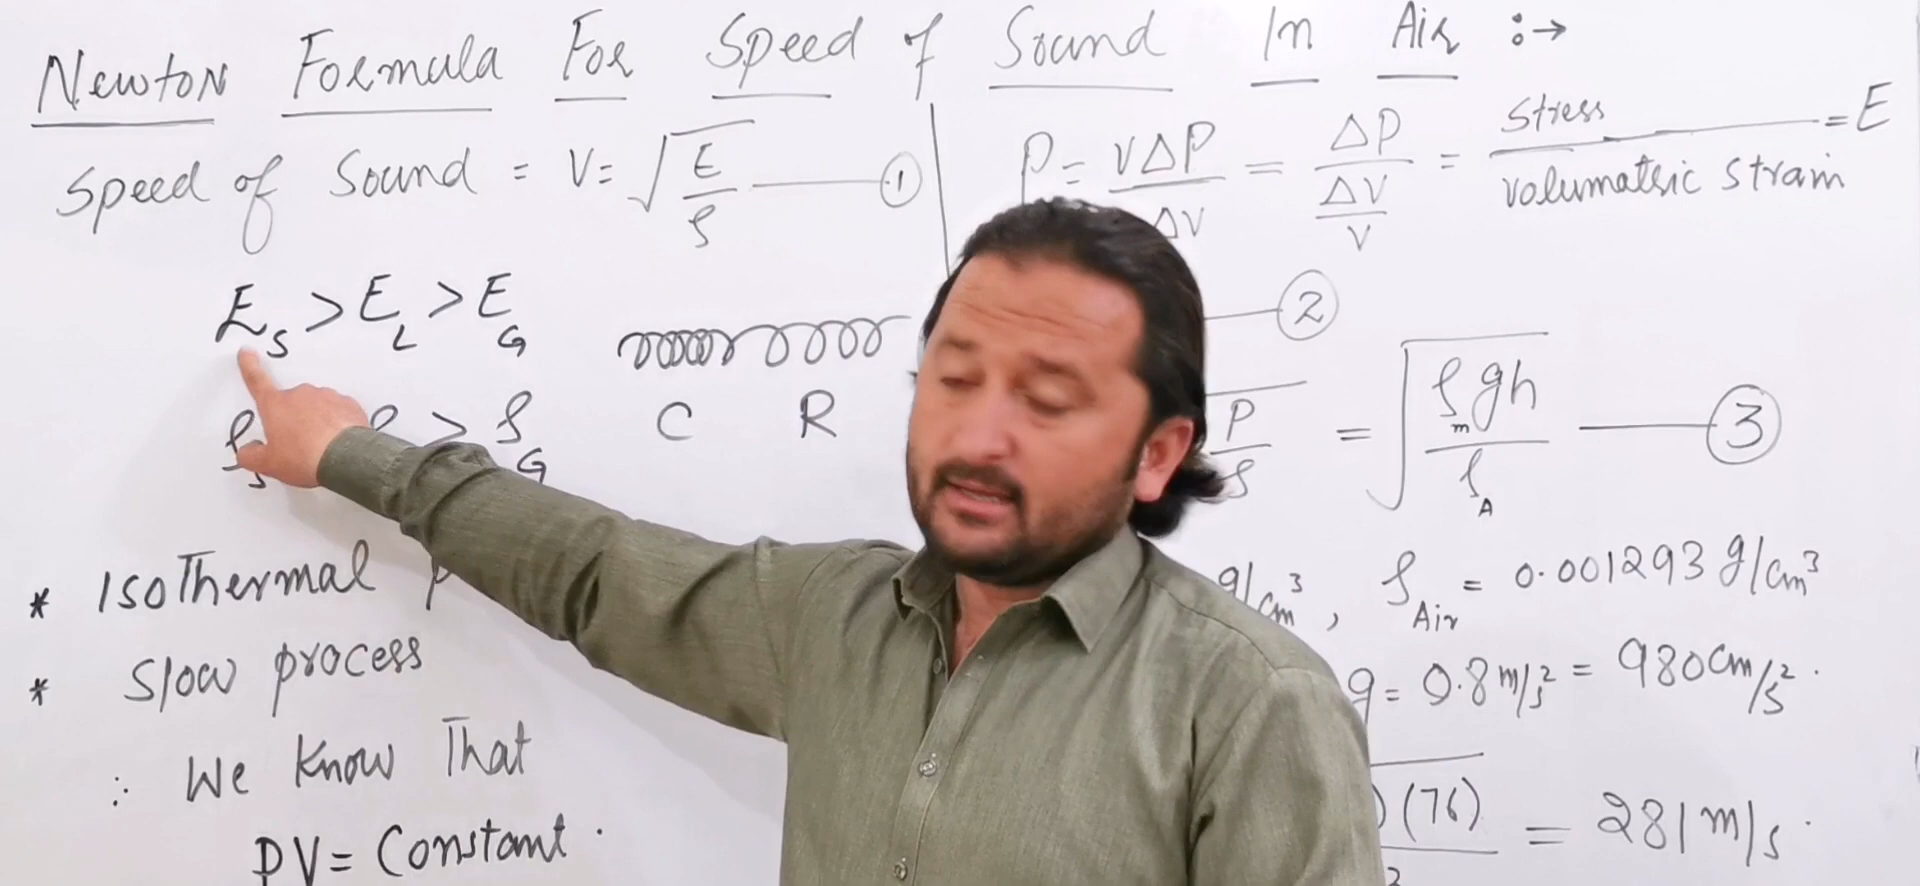 Newton Formula For Speed of Sound In Air :→
Speed of Sound = V = √E/ρ — ①
E_S > E_L > E_G
C R
ρ_S ρ > ρ_G
* Isothermal
* Slow process
∴ We Know That
PV = Constant .
P = VΔP/ΔV = ΔP/(ΔV/V) = Stress/volumatsic strain = E
②
P/ρ = √ρ_m gh/ρ_A — ③
g/cm³ , ρ_Air = 0.001293 g/cm³
g = 9.8 m/s² = 980 cm/s² .
) (76) = 281 m/s .